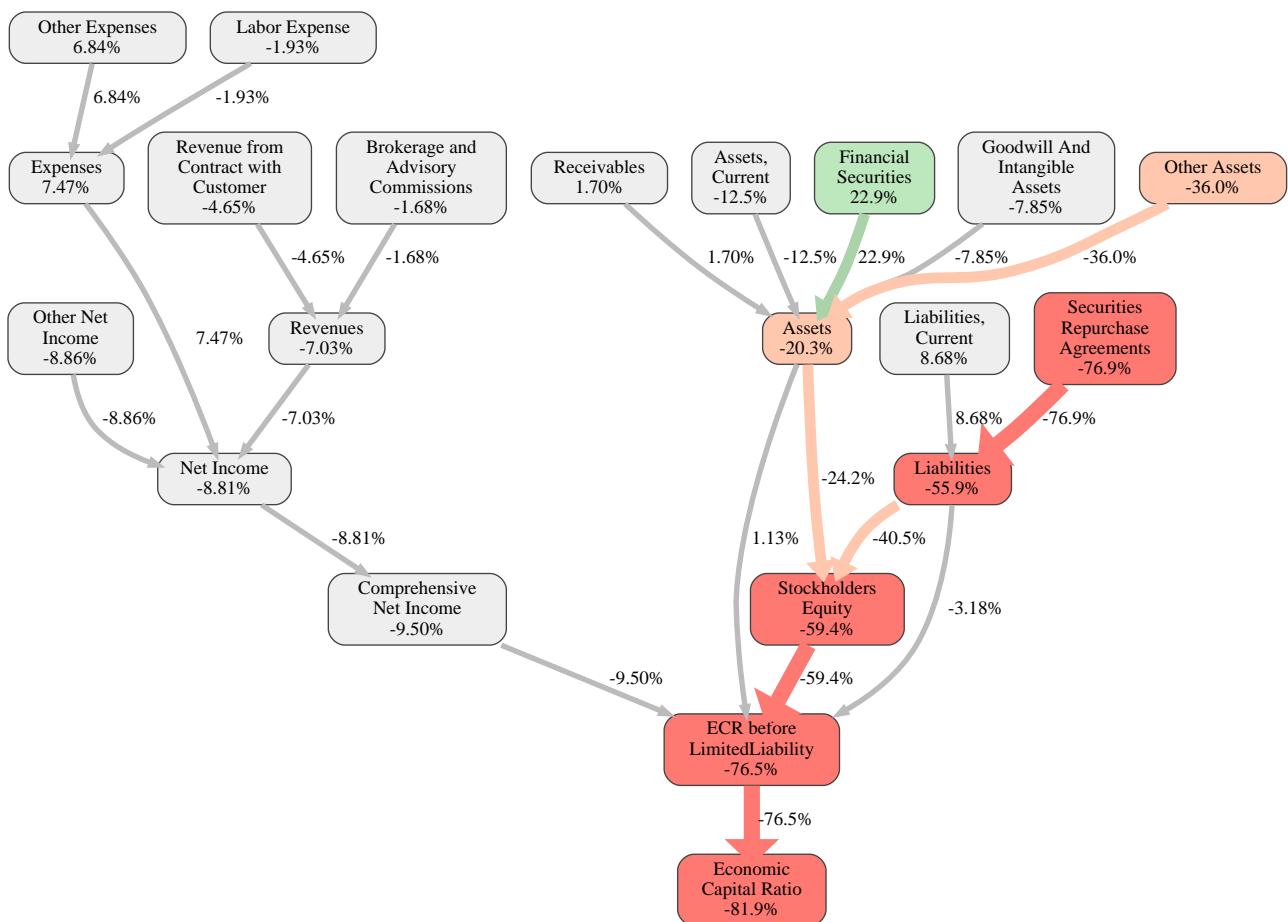 Other Expenses
6.84%
Labor Expense
-1.93%
6.84%
-1.93%
Expenses
7.47%
Revenue from
Contract with
Customer
-4.65%
Brokerage and
Advisory
Commissions
-1.68%
Receivables
1.70%
Assets,
Current
-12.5%
Financial
Securities
22.9%
Goodwill And
Intangible
Assets
-7.85%
Other Assets
-36.0%
-4.65%
-1.68%
1.70%
-12.5%
22.9%
-7.85%
-36.0%
Other Net
Income
-8.86%
7.47%
Revenues
-7.03%
Assets
-20.3%
Liabilities,
Current
8.68%
Securities
Repurchase
Agreements
-76.9%
-8.86%
-7.03%
8.68%
-76.9%
Net Income
-8.81%
-24.2%
Liabilities
-55.9%
-8.81%
1.13%
-40.5%
Comprehensive
Net Income
-9.50%
Stockholders
Equity
-59.4%
-3.18%
-9.50%
-59.4%
ECR before
LimitedLiability
-76.5%
-76.5%
Economic
Capital Ratio
-81.9%